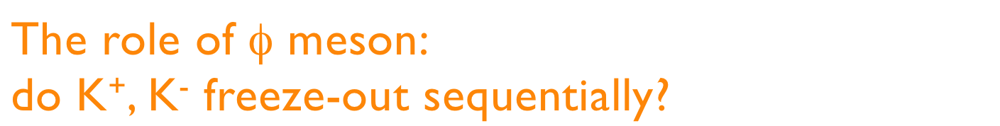 The role of ϕ meson:
do K⁺, K⁻ freeze-out sequentially?